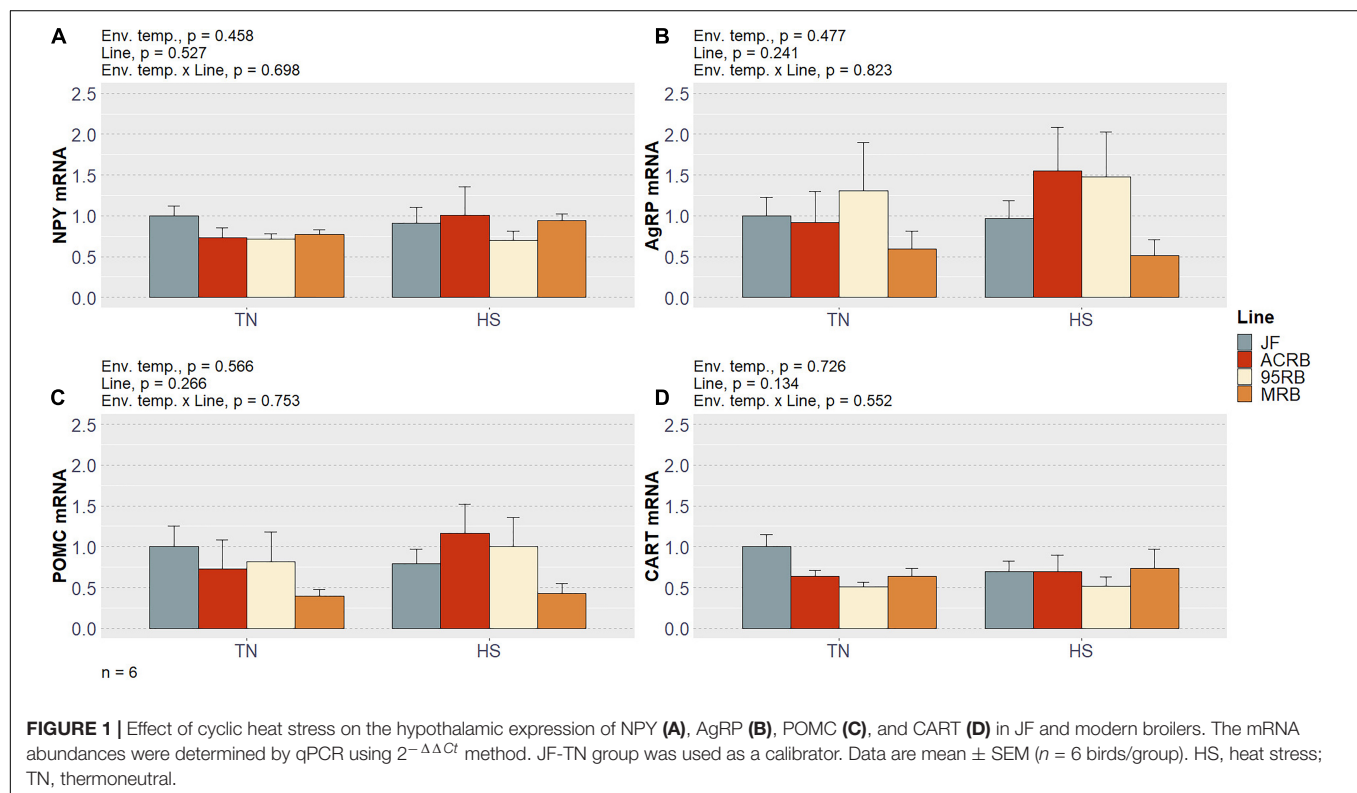 A
Env. temp., p = 0.458
Line, p = 0.527
Env. temp. x Line, p = 0.698
2.5
2.0
1.5
1.0
0.5
0.0
NPY mRNA
TN
HS
B
Env. temp., p = 0.477
Line, p = 0.241
Env. temp. x Line, p = 0.823
2.5
2.0
1.5
1.0
0.5
0.0
AgRP mRNA
TN
HS
Line
JF
ACRB
95RB
MRB
C
Env. temp., p = 0.566
Line, p = 0.266
Env. temp. x Line, p = 0.753
2.5
2.0
1.5
1.0
0.5
0.0
POMC mRNA
TN
HS
n = 6
D
Env. temp., p = 0.726
Line, p = 0.134
Env. temp. x Line, p = 0.552
2.5
2.0
1.5
1.0
0.5
0.0
CART mRNA
TN
HS
FIGURE 1 | Effect of cyclic heat stress on the hypothalamic expression of NPY (A), AgRP (B), POMC (C), and CART (D) in JF and modern broilers. The mRNA
abundances were determined by qPCR using 2^−ΔΔCt method. JF-TN group was used as a calibrator. Data are mean ± SEM (n = 6 birds/group). HS, heat stress;
TN, thermoneutral.